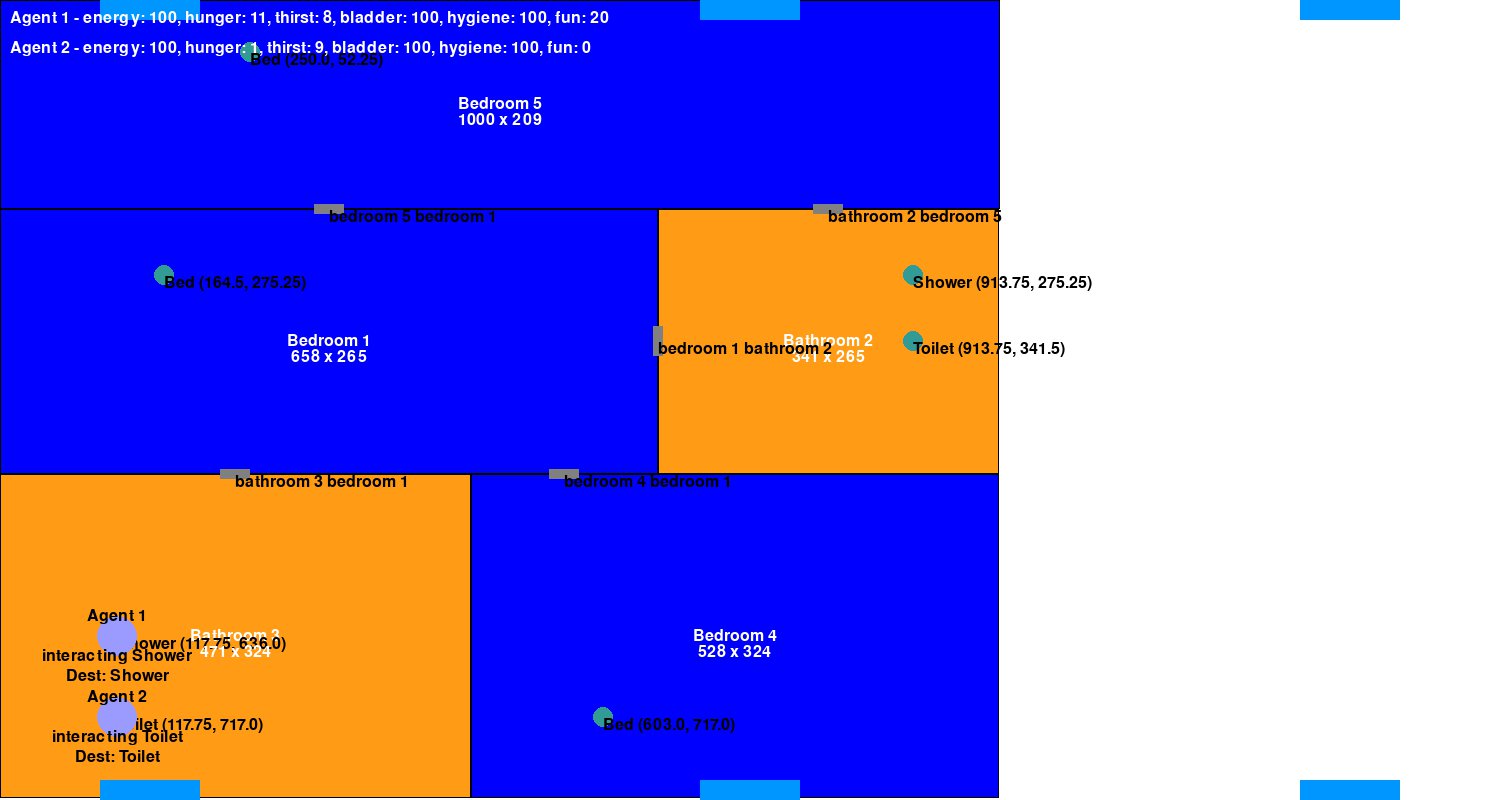 Agent 1 - energy: 100, hunger: 11, thirst: 8, bladder: 100, hygiene: 100, fun: 20
Agent 2 - energy: 100, hunger: 1, thirst: 9, bladder: 100, hygiene: 100, fun: 0
Bed (250.0, 52.25)
Bedroom 5
1000 x 209
bedroom 5 bedroom 1
bathroom 2 bedroom 5
Bed (164.5, 275.25)
Shower (913.75, 275.25)
Bedroom 1
658 x 265
Bathroom 2
341 x 265
bedroom 1 bathroom 2
Toilet (913.75, 341.5)
bathroom 3 bedroom 1
bedroom 4 bedroom 1
Agent 1
Bathroom 3
471 x 324
hower (117.75, 636.0)
interacting Shower
Dest: Shower
Bedroom 4
528 x 324
Agent 2
ilet (117.75, 717.0)
interacting Toilet
Dest: Toilet
Bed (603.0, 717.0)